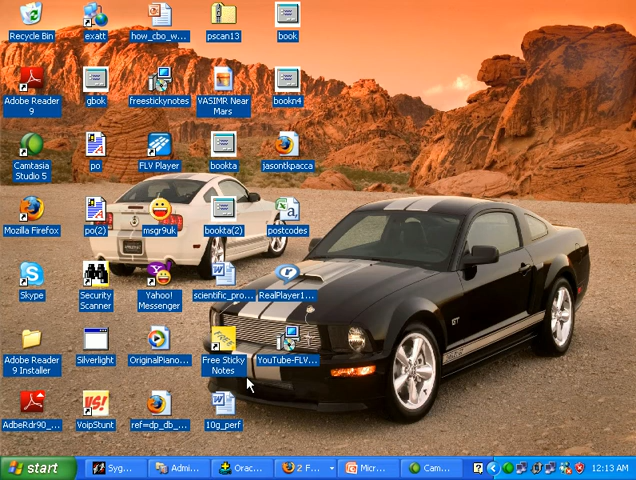 Recycle Bin
exatt
how_cbo_w...
pscan13
book
Adobe Reader
9
gbok
freestickynotes
VASIMR Near
Mars
bookn4
Camtasia
Studio 5
po
FLV Player
bookta
jasontkpacca
Mozilla Firefox
po(2)
msgr9uk
bookta(2)
postcodes
Skype
Security
Scanner
Yahoo!
Messenger
scientific_pro...
RealPlayer1...
Adobe Reader
9 Installer
Silverlight
OriginalPiano...
Free Sticky
Notes
YouTube-FLV...
AdbeRdr90_...
VoipStunt
ref=dp_db_...
10g_perf
GT
start
Syg...
Admi...
Orac...
2 F...
Micr...
Cam...
12:13 AM